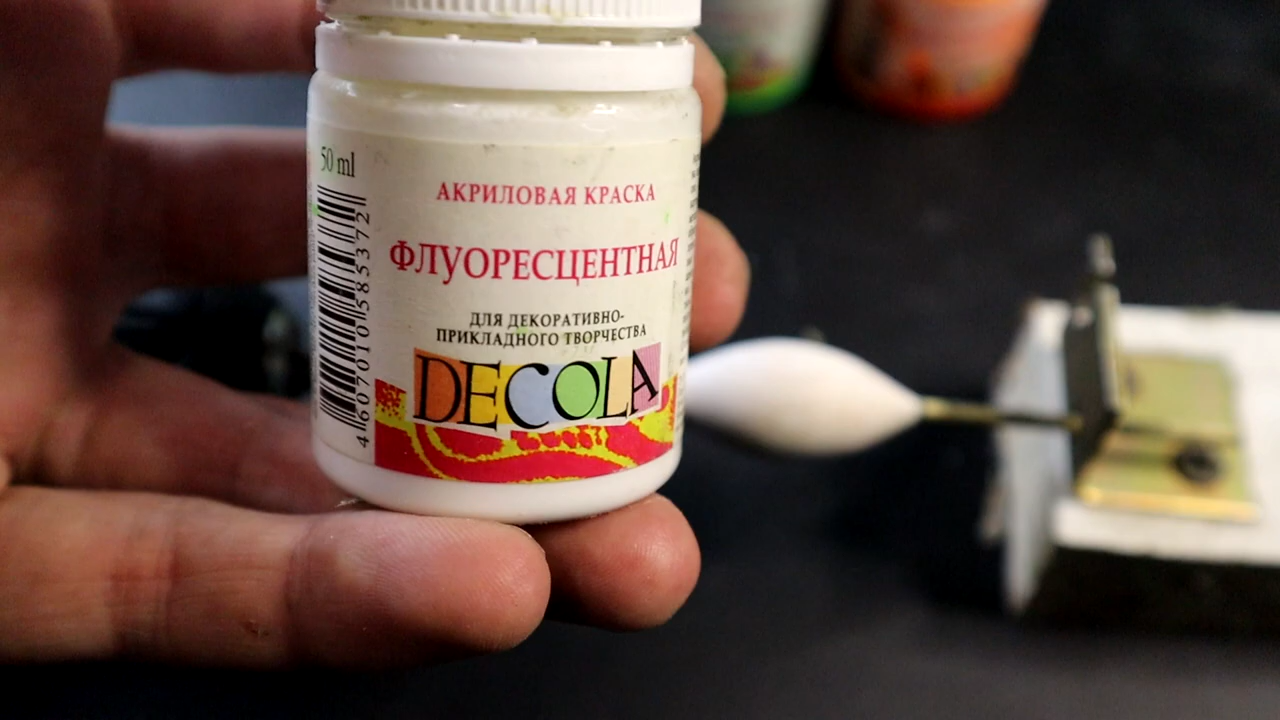 50 ml
АКРИЛОВАЯ КРАСКА
ФЛУОРЕСЦЕНТНАЯ
ДЛЯ ДЕКОРАТИВНО-
ПРИКЛАДНОГО ТВОРЧЕСТВА
DECOLA
4607010585372